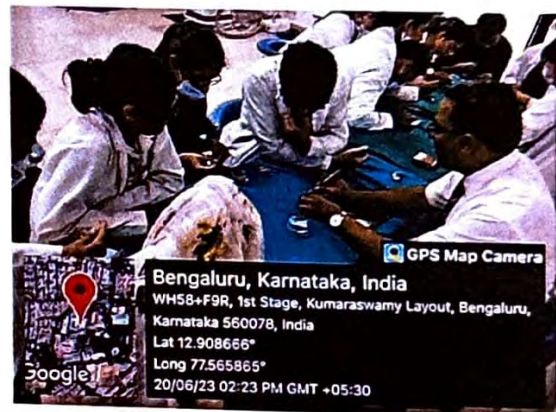 GPS Map Camera
Bengaluru, Karnataka, India
WH58+F9R, 1st Stage, Kumaraswamy Layout, Bengaluru,
Karnataka 560078, India
Lat 12.908666°
Long 77.565865°
20/06/23 02:23 PM GMT +05:30
Google